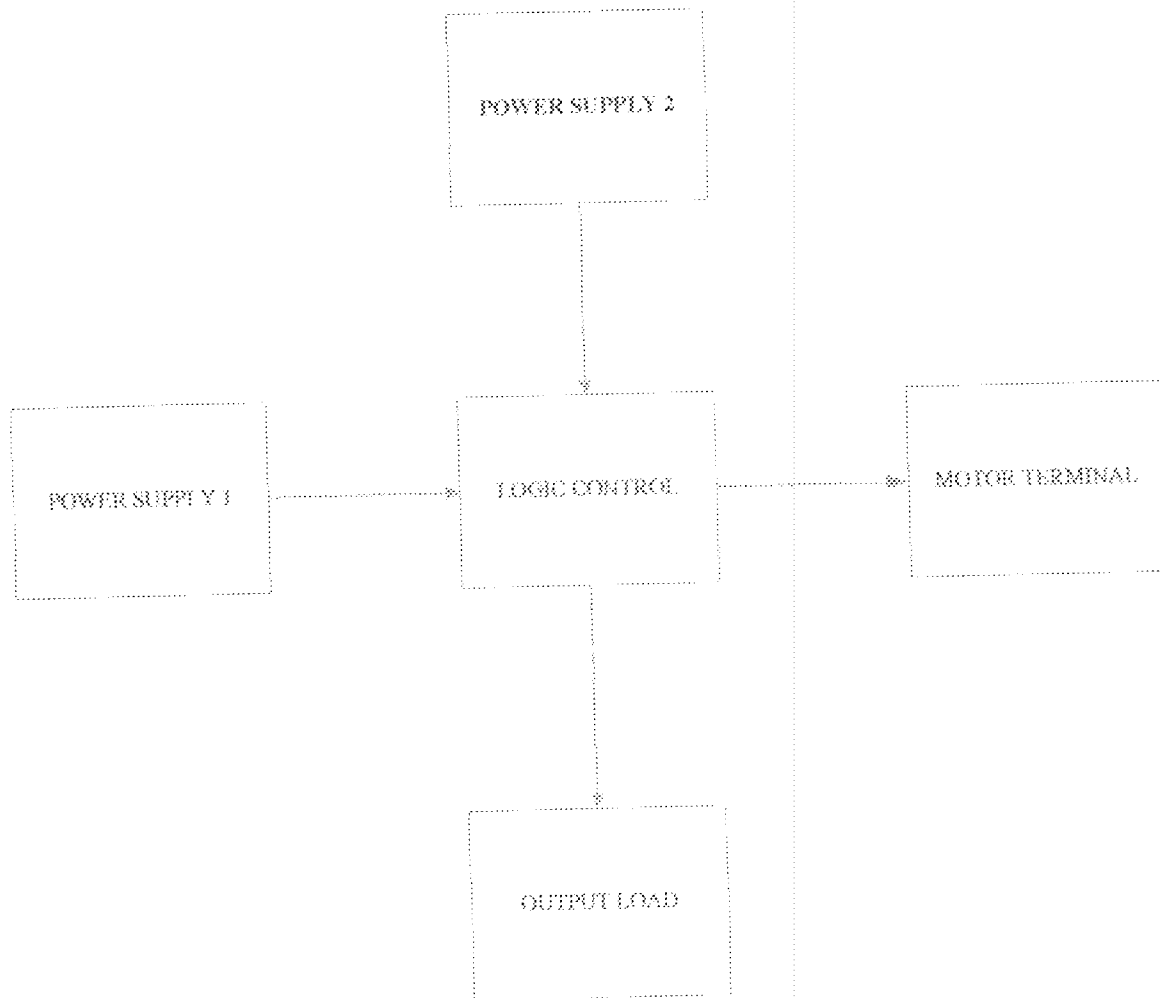 POWER SUPPLY 2
POWER SUPPLY 1
LOGIC CONTROL
MOTOR TERMINAL
OUTPUT LOAD